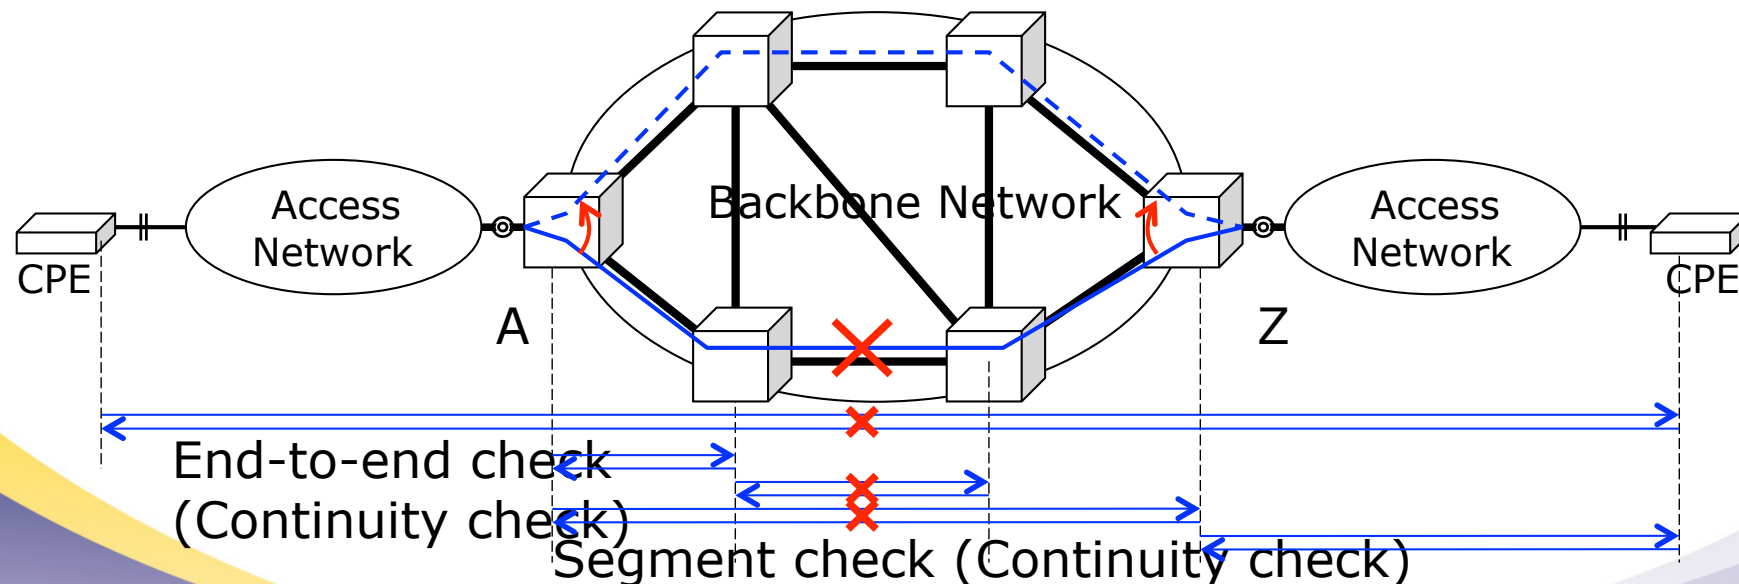 Backbone Network
Access
Network
Access
Network
CPE
CPE
A
Z
End-to-end check
(Continuity check)
Segment check (Continuity check)